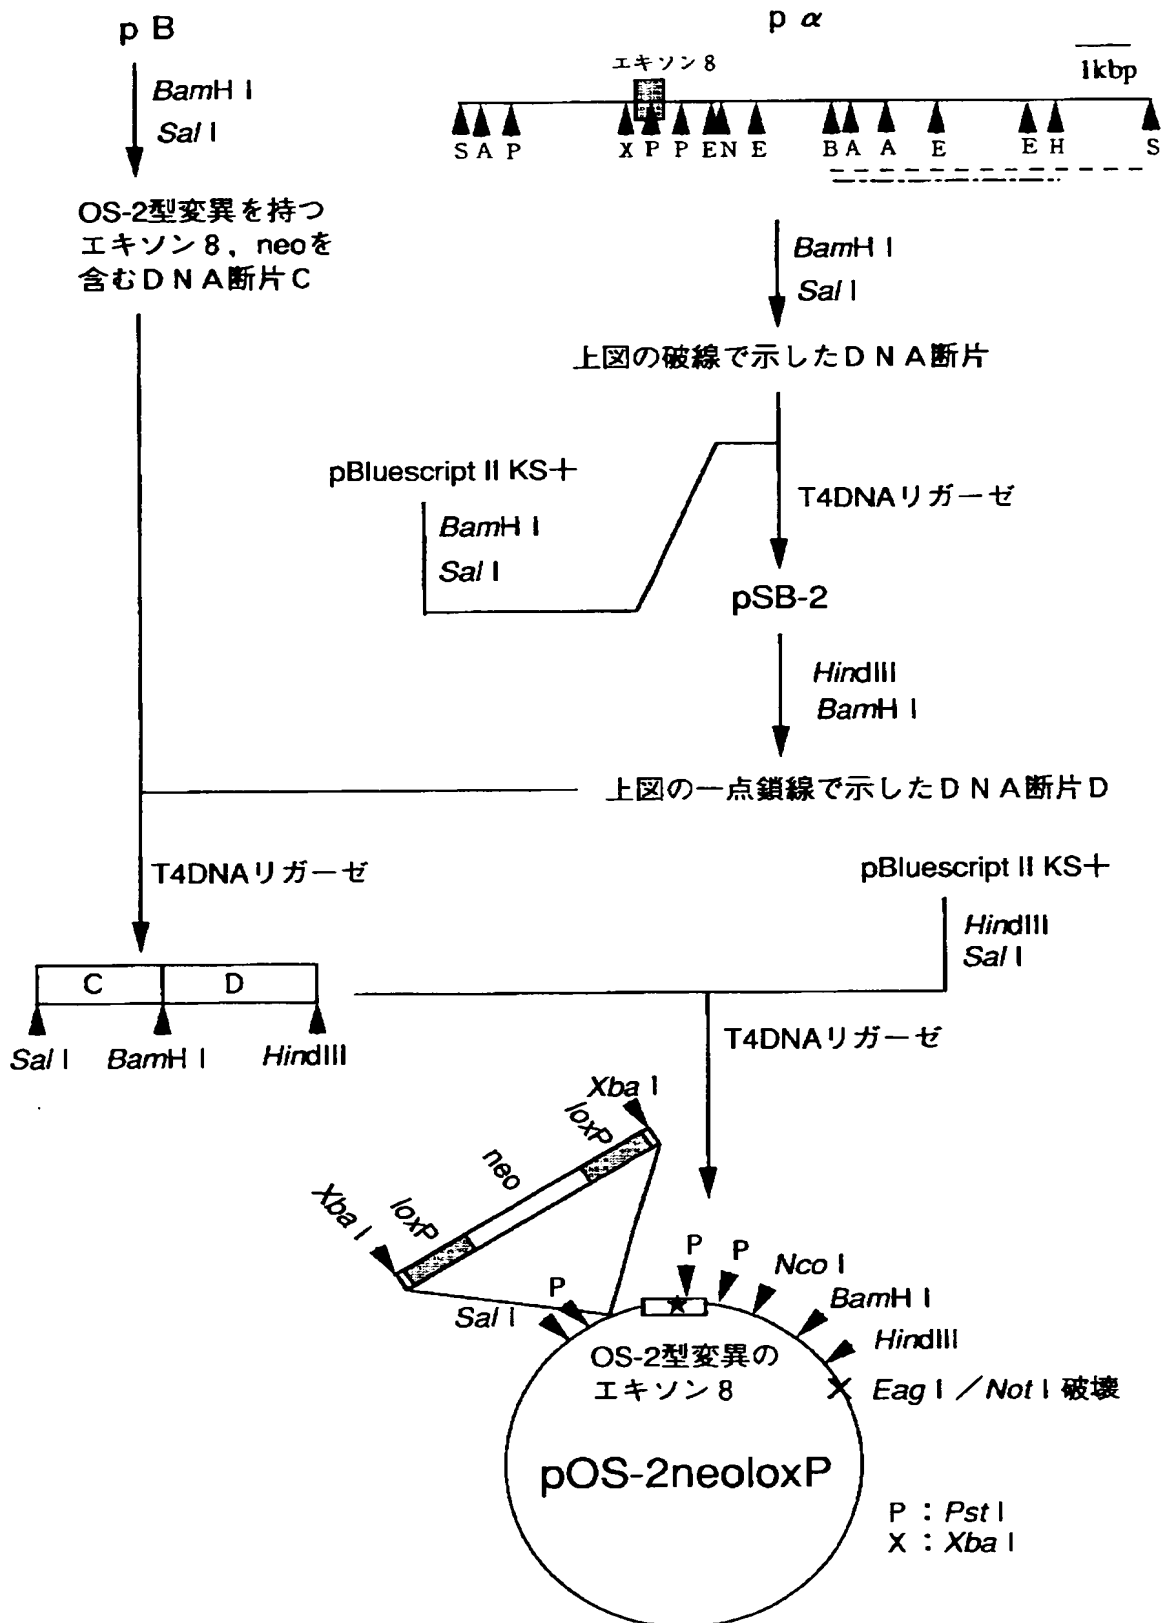 p B
p α
BamH I
Sal I
エキソン8
1kbp
S A P X P P E N E B A A E E H S
OS-2型変異を持つ
エキソン8，neoを
含むDNA断片C
BamH I
Sal I
上図の破線で示したDNA断片
pBluescript II KS+
BamH I
Sal I
T4DNAリガーゼ
pSB-2
HindIII
BamH I
上図の一点鎖線で示したDNA断片D
T4DNAリガーゼ
pBluescript II KS+
HindIII
Sal I
C D
Sal I BamH I HindIII
T4DNAリガーゼ
Xba I
loxP
neo
loxP
Xba I
Sal I
P
P
P
Nco I
BamH I
HindIII
Eag I／Not I 破壊
OS-2型変異の
エキソン8
pOS-2neoloxP
P：Pst I
X：Xba I